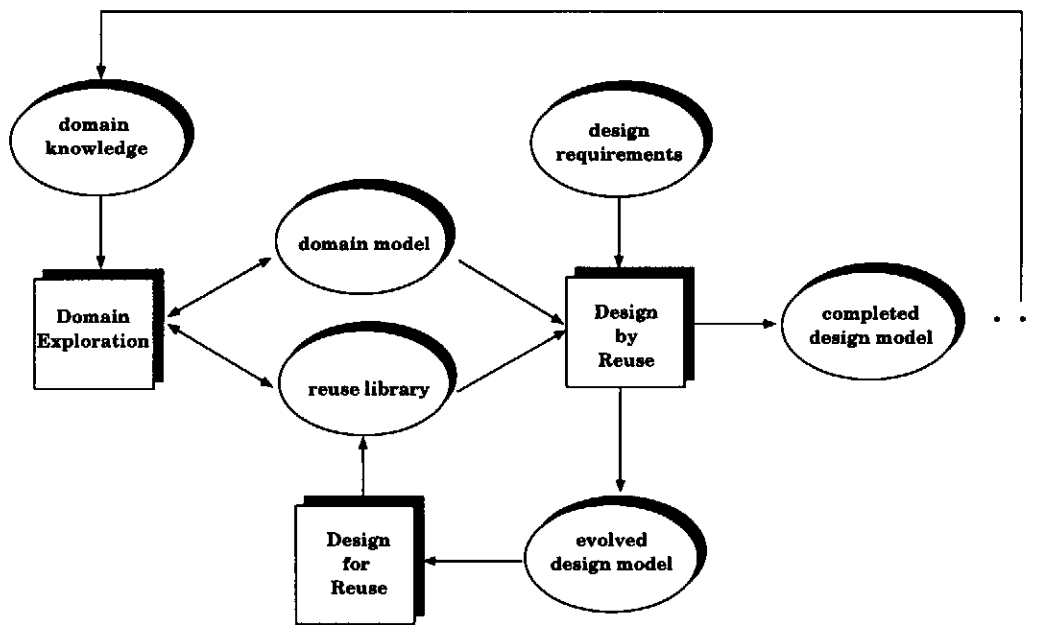 domain
knowledge
design
requirements
domain model
Domain
Exploration
Design
by
Reuse
completed
design model
reuse library
Design
for
Reuse
evolved
design model